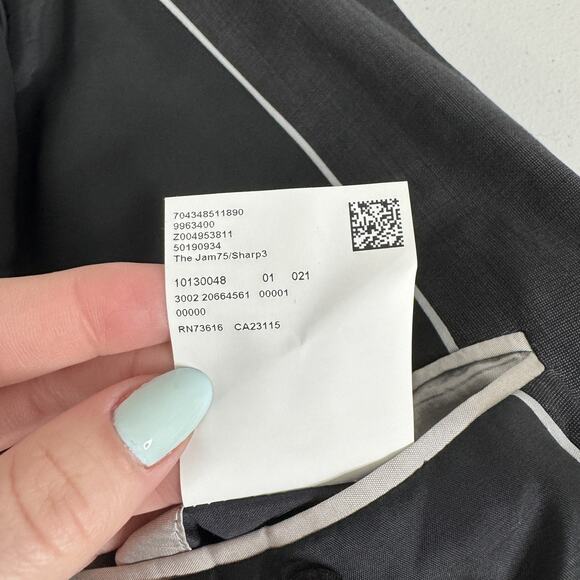 704348511890
9963400
Z004953811
50190934
The Jam75/Sharp3
10130048 01 021
3002 20664561 00001
00000
RN73616 CA23115